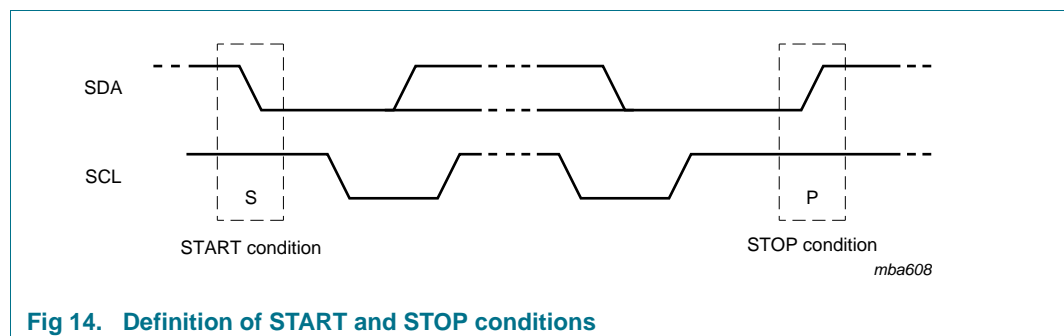 SDA
SCL
S
P
START condition
STOP condition
mba608
Fig 14. Definition of START and STOP conditions